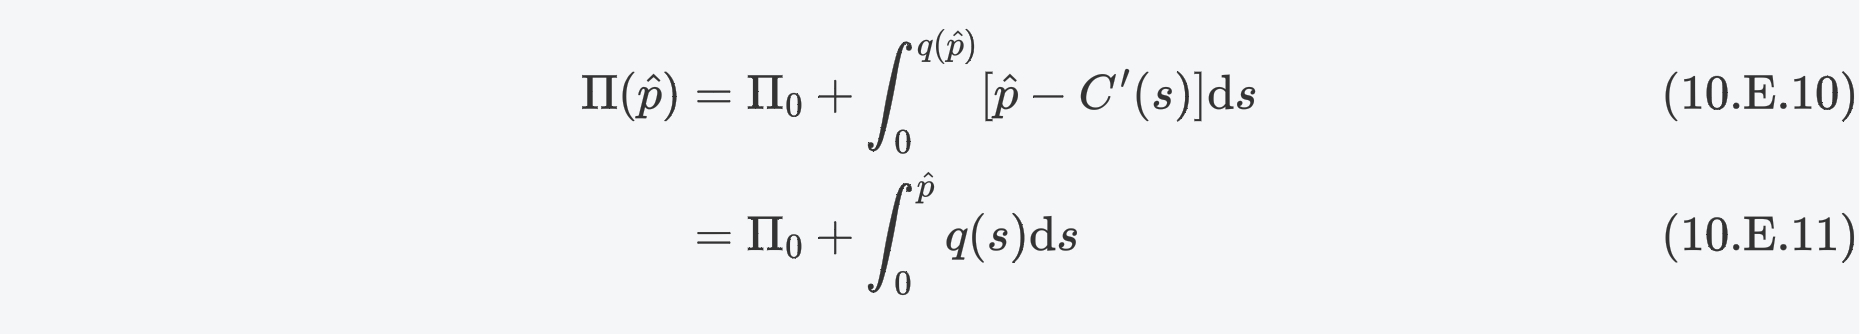 Π(p̂) = Π₀ + ∫₀^{q(p̂)} [p̂ − C′(s)]ds (10.E.10)
= Π₀ + ∫₀^{p̂} q(s)ds (10.E.11)